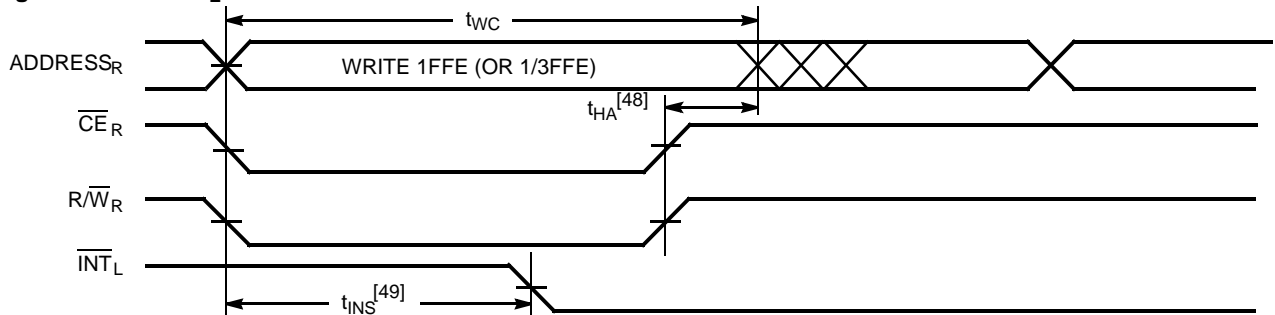 tWC
ADDRESSR
WRITE 1FFE (OR 1/3FFE)
tHA[48]
CER
R/WR
INTL
tINS[49]